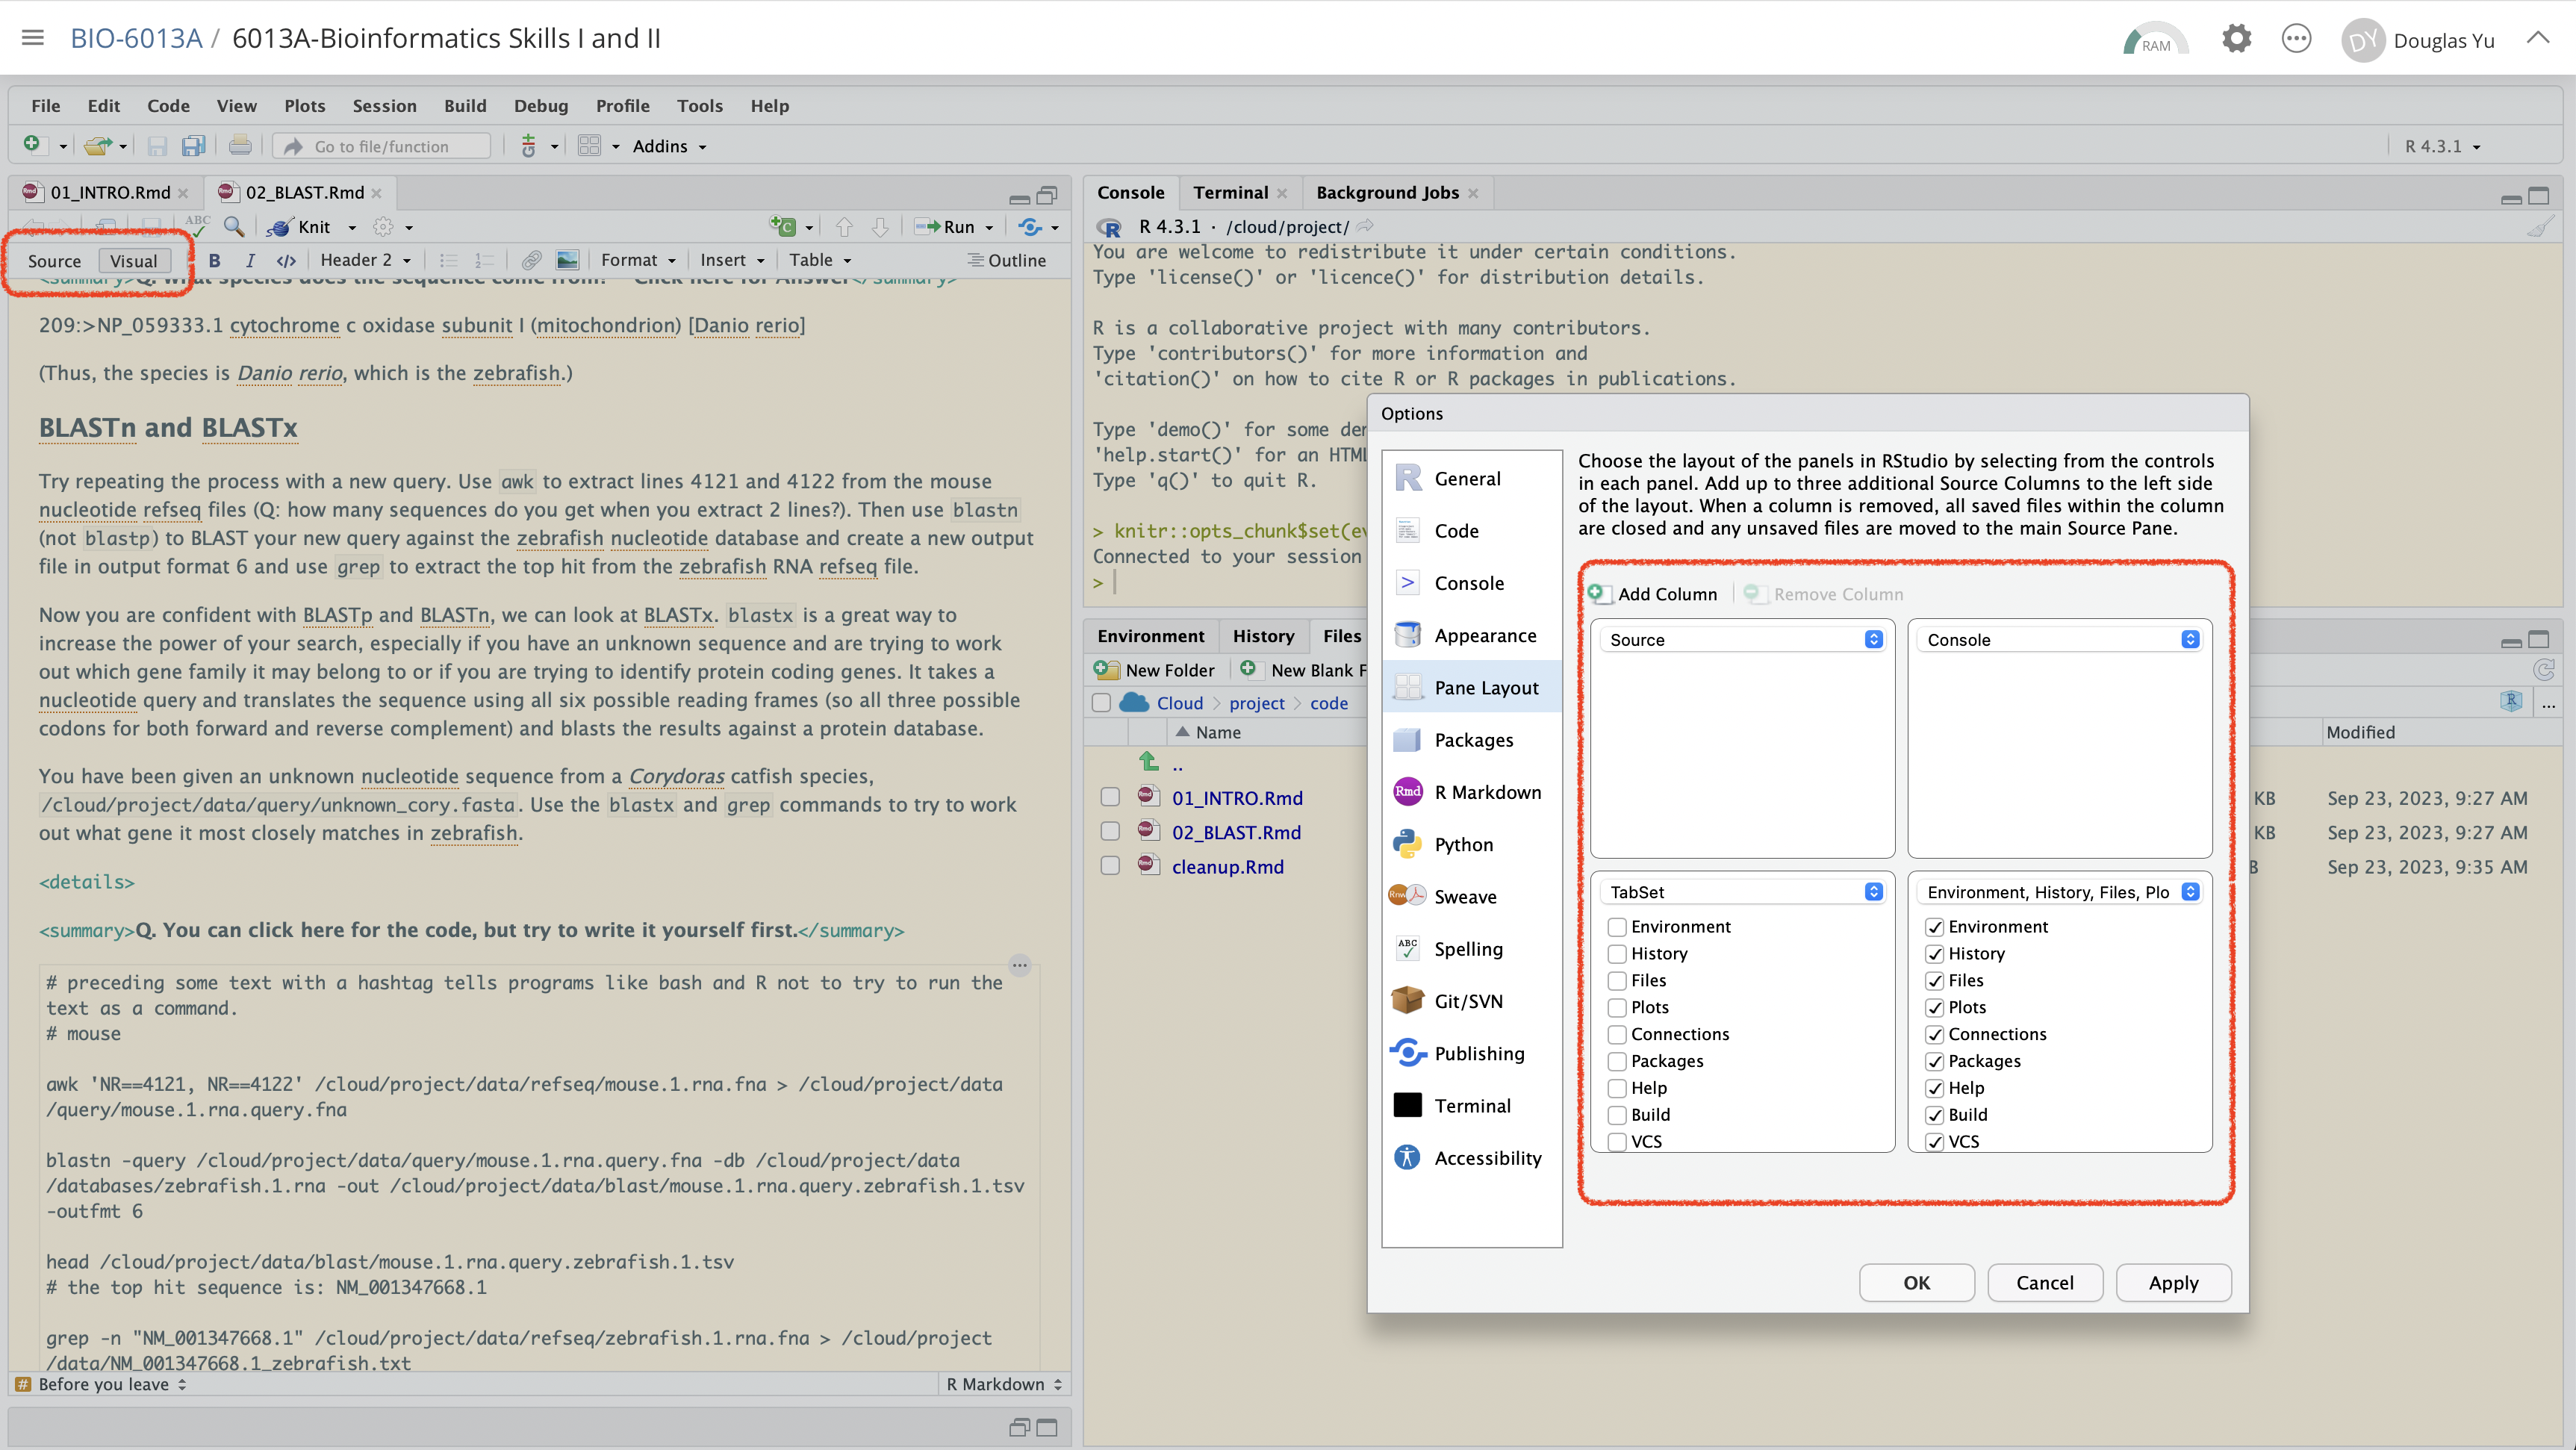 BIO-6013A / 6013A-Bioinformatics Skills I and II
RAM
DY Douglas Yu
File Edit Code View Plots Session Build Debug Profile Tools Help
Go to file/function
Addins
R 4.3.1
01_INTRO.Rmd
02_BLAST.Rmd
ABC
Knit
Run
Source Visual B I </> Header 2 Format Insert Table Outline
<summary>Q. What species does the sequence come from? Click here for Answer</summary>
209:>NP_059333.1 cytochrome c oxidase subunit I (mitochondrion) [Danio rerio]
(Thus, the species is Danio rerio, which is the zebrafish.)
BLASTn and BLASTx
Try repeating the process with a new query. Use awk to extract lines 4121 and 4122 from the mouse
nucleotide refseq files (Q: how many sequences do you get when you extract 2 lines?). Then use blastn
(not blastp) to BLAST your new query against the zebrafish nucleotide database and create a new output
file in output format 6 and use grep to extract the top hit from the zebrafish RNA refseq file.
Now you are confident with BLASTp and BLASTn, we can look at BLASTx. blastx is a great way to
increase the power of your search, especially if you have an unknown sequence and are trying to work
out which gene family it may belong to or if you are trying to identify protein coding genes. It takes a
nucleotide query and translates the sequence using all six possible reading frames (so all three possible
codons for both forward and reverse complement) and blasts the results against a protein database.
You have been given an unknown nucleotide sequence from a Corydoras catfish species,
/cloud/project/data/query/unknown_cory.fasta. Use the blastx and grep commands to try to work
out what gene it most closely matches in zebrafish.
<details>
<summary>Q. You can click here for the code, but try to write it yourself first.</summary>
# preceding some text with a hashtag tells programs like bash and R not to try to run the
text as a command.
# mouse
awk 'NR==4121, NR==4122' /cloud/project/data/refseq/mouse.1.rna.fna > /cloud/project/data
/query/mouse.1.rna.query.fna
blastn -query /cloud/project/data/query/mouse.1.rna.query.fna -db /cloud/project/data
/databases/zebrafish.1.rna -out /cloud/project/data/blast/mouse.1.rna.query.zebrafish.1.tsv
-outfmt 6
head /cloud/project/data/blast/mouse.1.rna.query.zebrafish.1.tsv
# the top hit sequence is: NM_001347668.1
grep -n "NM_001347668.1" /cloud/project/data/refseq/zebrafish.1.rna.fna > /cloud/project
/data/NM_001347668.1_zebrafish.txt
# Before you leave
R Markdown
Console Terminal Background Jobs
R 4.3.1 · /cloud/project/
You are welcome to redistribute it under certain conditions.
Type 'license()' or 'licence()' for distribution details.
R is a collaborative project with many contributors.
Type 'contributors()' for more information and
'citation()' on how to cite R or R packages in publications.
Type 'demo()' for some
'help.start()' for an
Type 'q()' to quit R.
> knitr::opts_chunk$set(
Connected to your session
>
Environment History Files
New Folder New Blank
Cloud project code
Name
Modified
..
01_INTRO.Rmd KB Sep 23, 2023, 9:27 AM
02_BLAST.Rmd KB Sep 23, 2023, 9:27 AM
cleanup.Rmd B Sep 23, 2023, 9:35 AM
Options
General
Code
Console
Appearance
Pane Layout
Packages
Rmd R Markdown
Python
Rnw Sweave
ABC Spelling
Git/SVN
Publishing
Terminal
Accessibility
Choose the layout of the panels in RStudio by selecting from the controls
in each panel. Add up to three additional Source Columns to the left side
of the layout. When a column is removed, all saved files within the column
are closed and any unsaved files are moved to the main Source Pane.
Add Column Remove Column
Source
Console
TabSet
Environment
History
Files
Plots
Connections
Packages
Help
Build
VCS
Environment, History, Files, Plo
Environment
History
Files
Plots
Connections
Packages
Help
Build
VCS
OK Cancel Apply